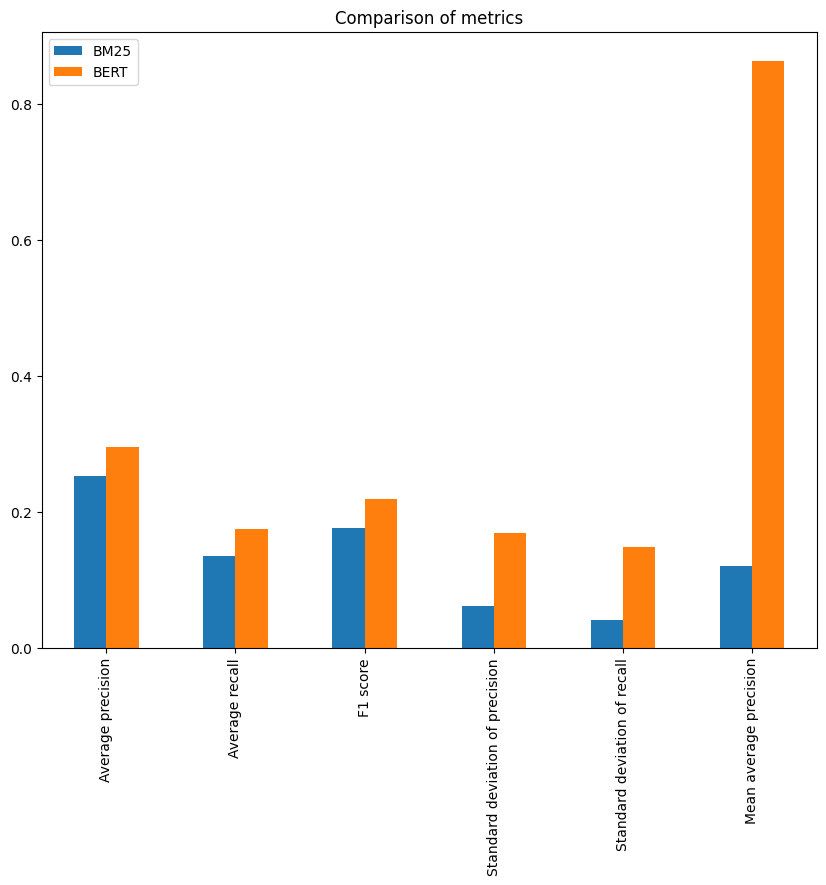 Comparison of metrics
BM25
BERT
0.8
0.6
0.4
0.2
0.0
Average precision
Average recall
F1 score
Standard deviation of precision
Standard deviation of recall
Mean average precision